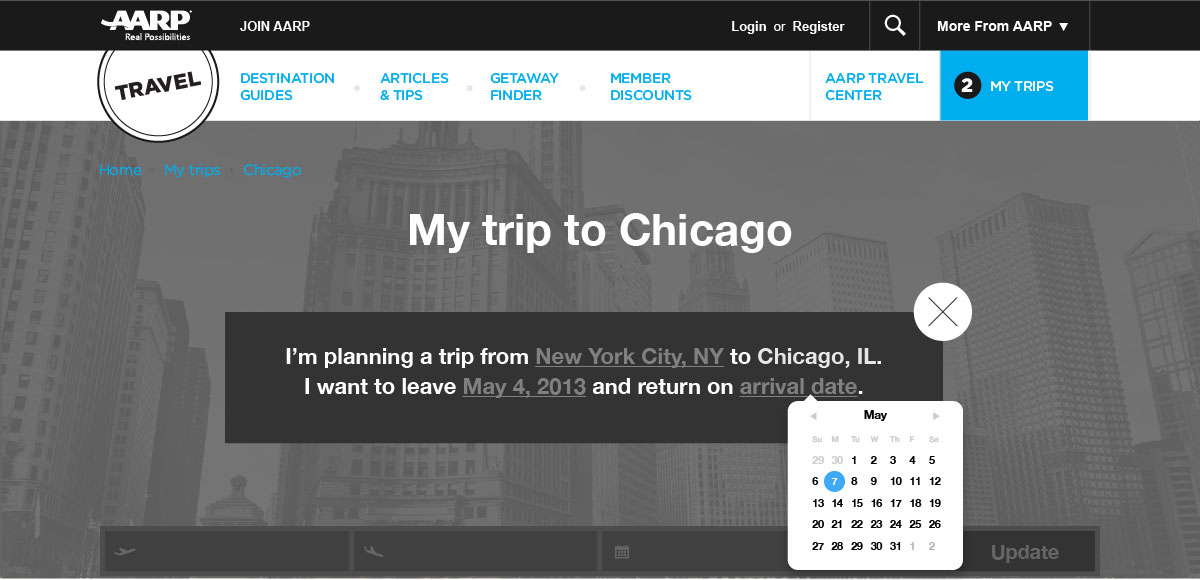 AARP
Real Possibilities
JOIN AARP
Login or Register
More From AARP ▼
TRAVEL
DESTINATION
GUIDES
ARTICLES
& TIPS
GETAWAY
FINDER
MEMBER
DISCOUNTS
AARP TRAVEL
CENTER
2 MY TRIPS
Home • My trips • Chicago
My trip to Chicago
I’m planning a trip from New York City, NY to Chicago, IL.
I want to leave May 4, 2013 and return on arrival date.
◀ May ▶
Su M Tu W Th F Sa
29 30 1 2 3 4 5
6 7 8 9 10 11 12
13 14 15 16 17 18 19
20 21 22 23 24 25 26
27 28 29 30 31 1 2
Update